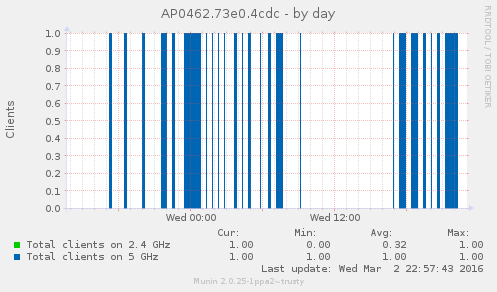 AP0462.73e0.4cdc - by day
RRDTOOL / TOBI OETIKER
Clients
1.0
0.9
0.8
0.7
0.6
0.5
0.4
0.3
0.2
0.1
0.0
Wed 00:00 Wed 12:00
Cur: Min: Avg: Max:
Total clients on 2.4 GHz 1.00 0.00 0.32 1.00
Total clients on 5 GHz 1.00 1.00 1.00 1.00
Last update: Wed Mar 2 22:57:43 2016
Munin 2.0.25-1ppa2~trusty